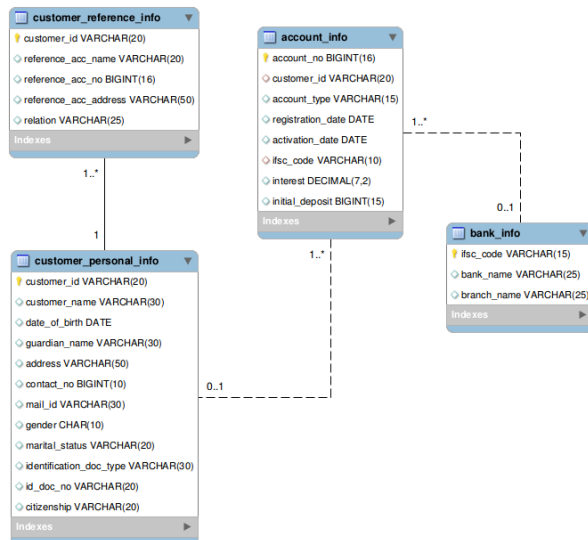 customer_reference_info
customer_id VARCHAR(20)
reference_acc_name VARCHAR(20)
reference_acc_no BIGINT(16)
reference_acc_address VARCHAR(50)
relation VARCHAR(25)
Indexes
1..*
1
customer_personal_info
customer_id VARCHAR(20)
customer_name VARCHAR(30)
date_of_birth DATE
guardian_name VARCHAR(30)
address VARCHAR(50)
contact_no BIGINT(10)
mail_id VARCHAR(30)
gender CHAR(10)
marital_status VARCHAR(20)
identification_doc_type VARCHAR(30)
id_doc_no VARCHAR(20)
citizenship VARCHAR(20)
Indexes
account_info
account_no BIGINT(16)
customer_id VARCHAR(20)
account_type VARCHAR(15)
registration_date DATE
activation_date DATE
ifsc_code VARCHAR(10)
interest DECIMAL(7,2)
initial_deposit BIGINT(15)
Indexes
1..*
0..1
1..*
0..1
bank_info
ifsc_code VARCHAR(15)
bank_name VARCHAR(25)
branch_name VARCHAR(25)
Indexes